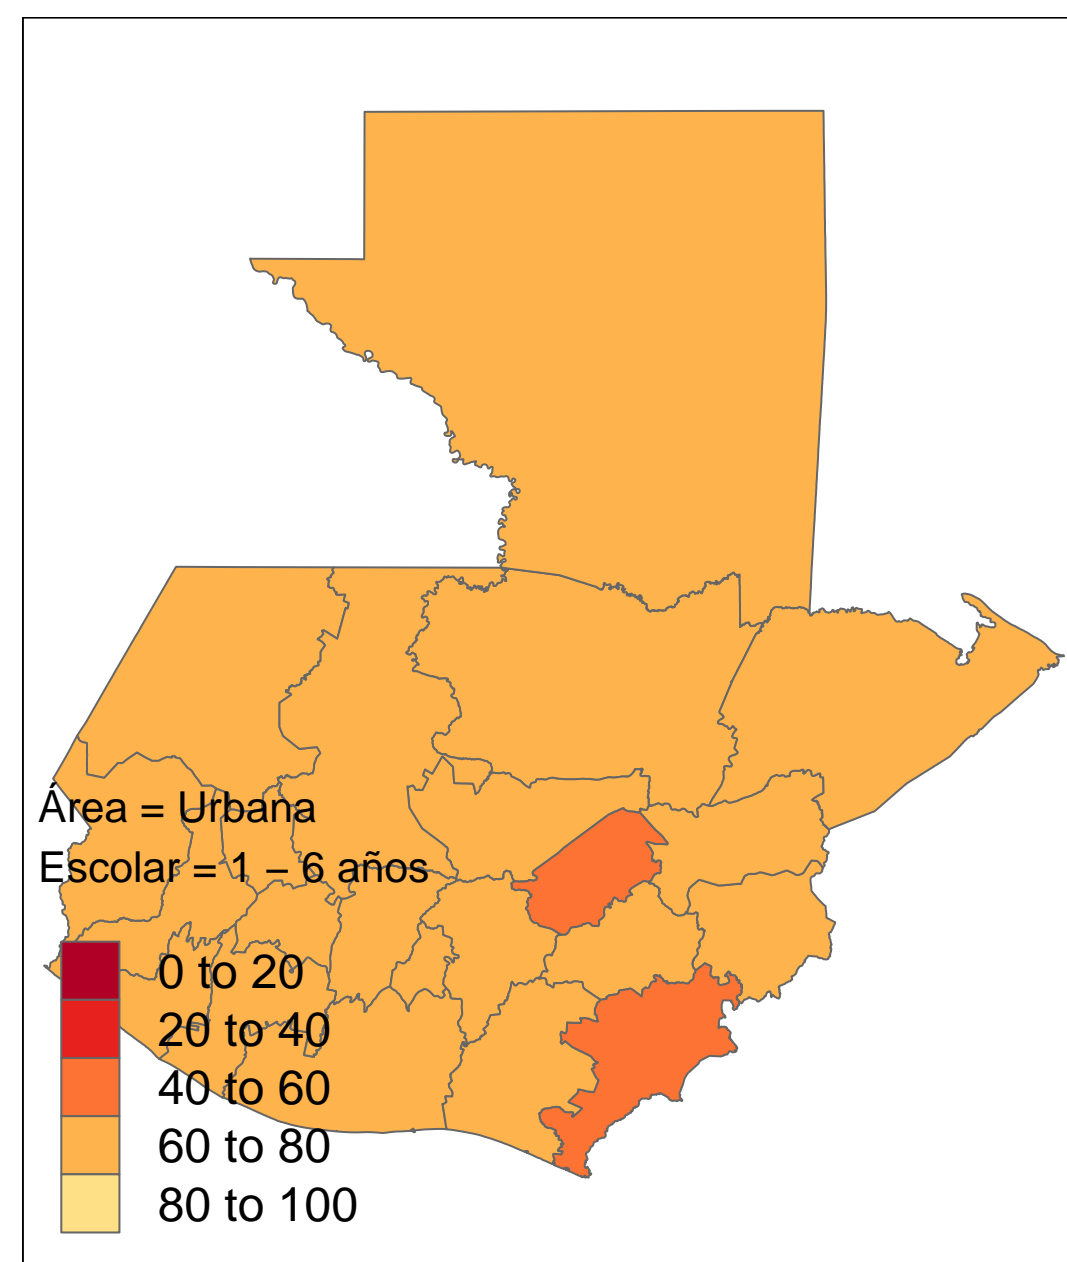 Área = Urbana
Escolar = 1 – 6 años
0 to 20
20 to 40
40 to 60
60 to 80
80 to 100